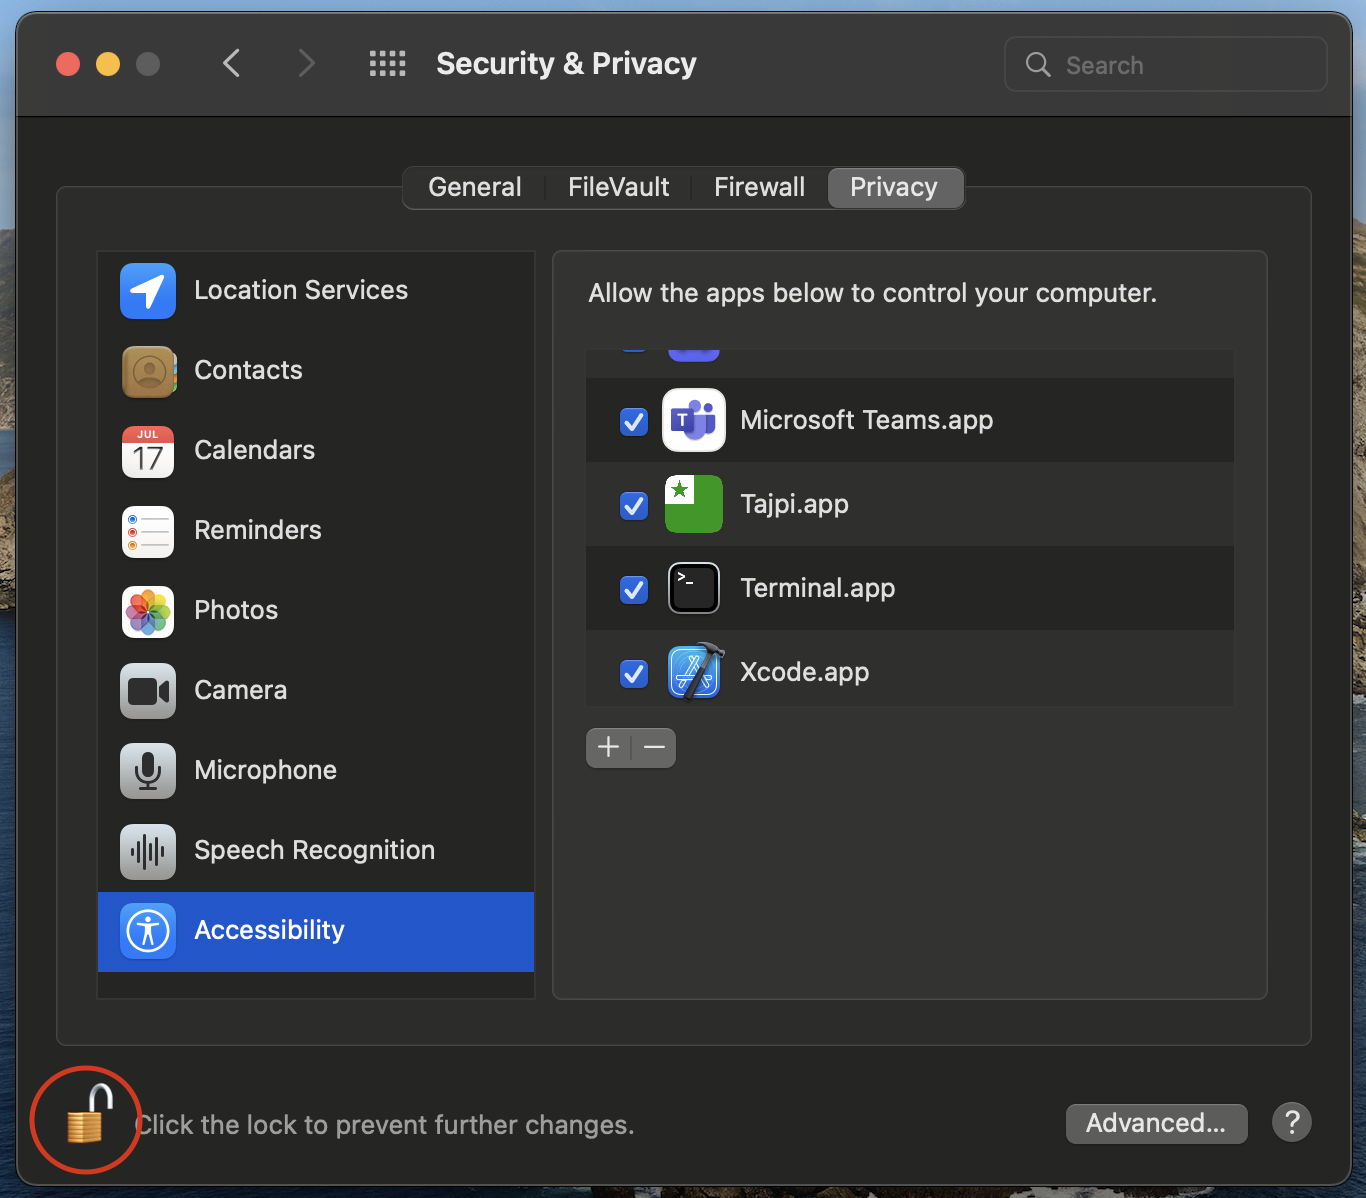 Security & Privacy
Search
General
FileVault
Firewall
Privacy
Location Services
Contacts
JUL
17
Calendars
Reminders
Photos
Camera
Microphone
Speech Recognition
Accessibility
Allow the apps below to control your computer.
T
Microsoft Teams.app
Tajpi.app
>_
Terminal.app
Xcode.app
Click the lock to prevent further changes.
Advanced...
?